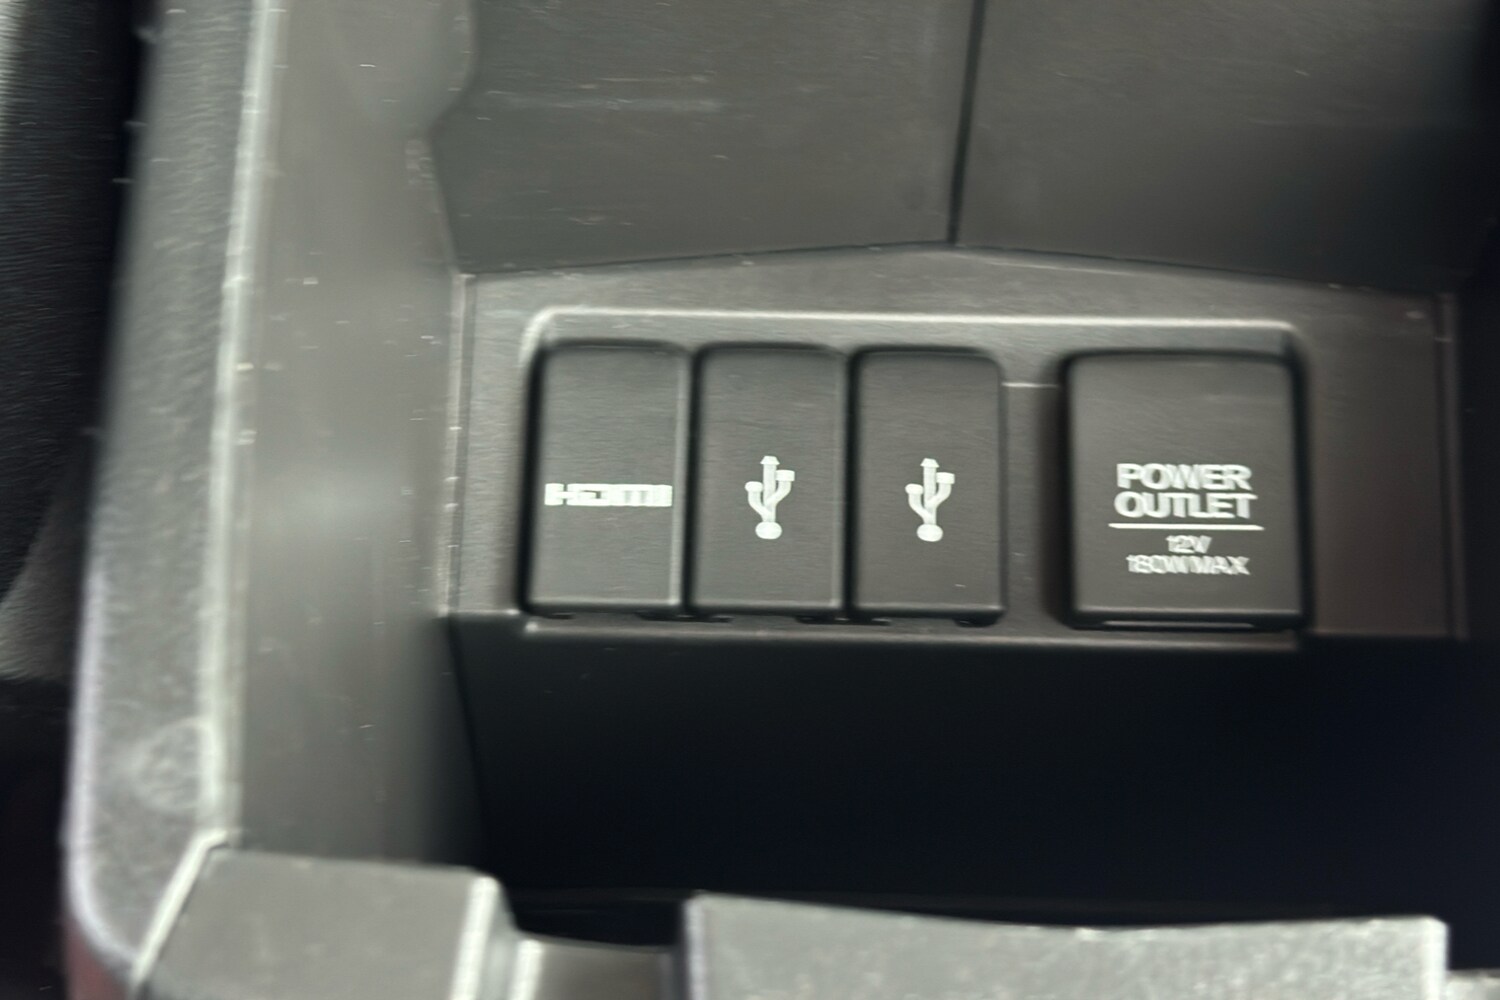 HDMI
POWER
OUTLET
12V
180W MAX